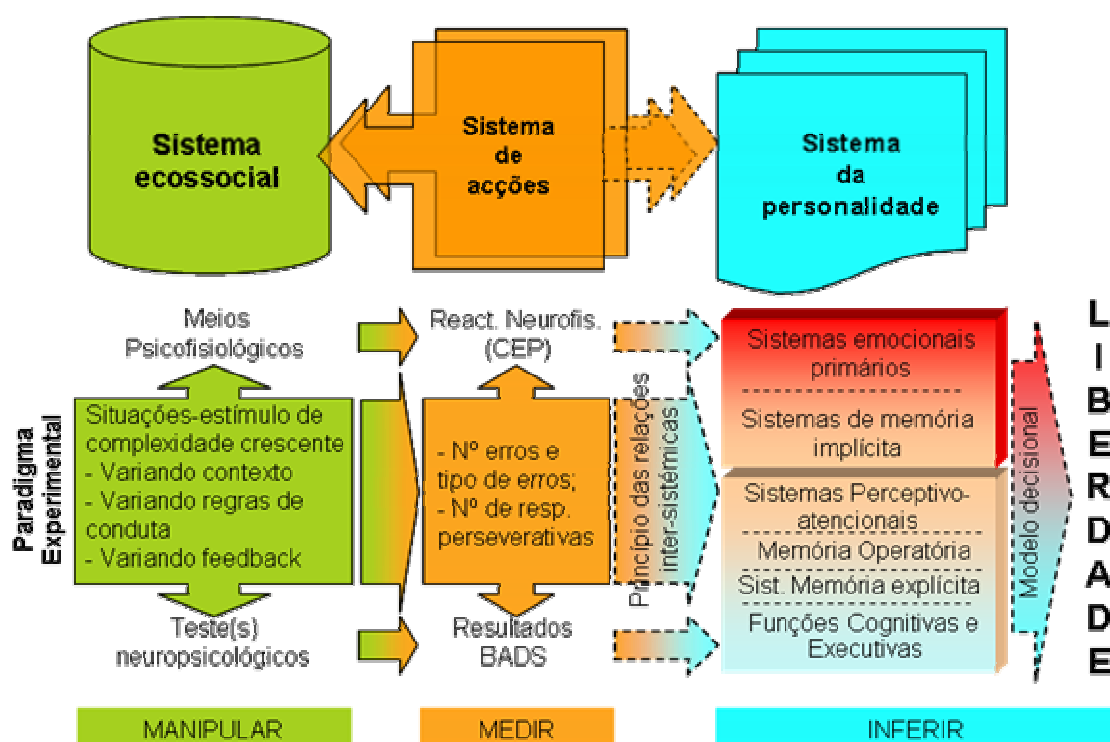 Sistema
ecossocial
Sistema
de
acções
Sistema
da
personalidade
Paradigma
Experimental
Meios
Psicofisiológicos
Situações-estímulo de
complexidade crescente
- Variando contexto
- Variando regras de
conduta
- Variando feedback
Teste(s)
neuropsicológicos
React. Neurofis.
(CEP)
- Nº erros e
tipo de erros;
- Nº de resp.
perseverativas
Resultados
BADS
Princípio das relações
inter-sistémicas
Sistemas emocionais
primários
Sistemas de memória
implícita
Sistemas Perceptivo-
atencionais
Memória Operatória
Sist. Memória explícita
Funções Cognitivas e
Executivas
Modelo decisional
LIBERDADE
MANIPULAR
MEDIR
INFERIR